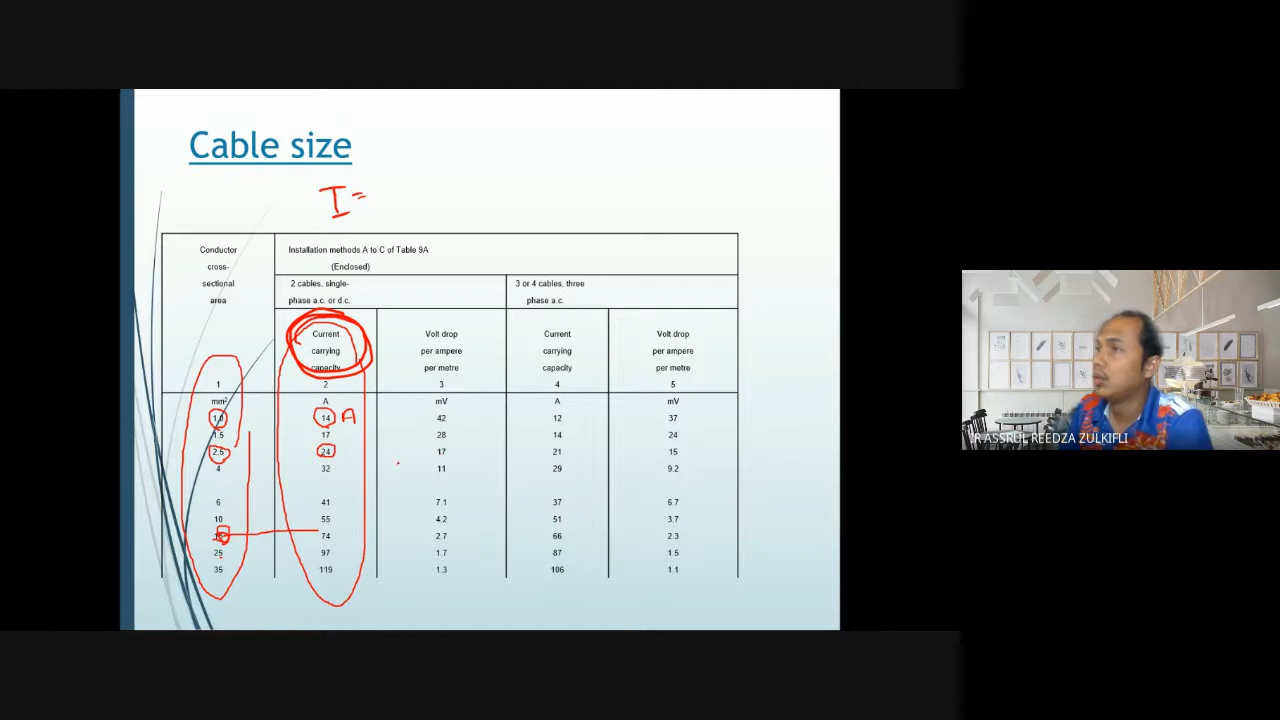 Cable size
I =
Conductor
cross-
sectional
area
Installation methods A to C of Table 9A
(Enclosed)
2 cables, single-
phase a.c. or d.c.
3 or 4 cables, three
phase a.c.
Current
carrying
capacity
Volt drop
per ampere
per metre
Current
carrying
capacity
Volt drop
per ampere
per metre
1 2 3 4 5
mm² A mV A mV
1.0 14 A 42 12 37
1.5 17 28 14 24
2.5 24 17 21 15
4 32 11 29 9.2
6 41 7.1 37 6.7
10 55 4.2 51 3.7
16 74 2.7 66 2.3
25 97 1.7 87 1.5
35 119 1.3 106 1.1
R ASSRUL REEDZA ZULKIFLI